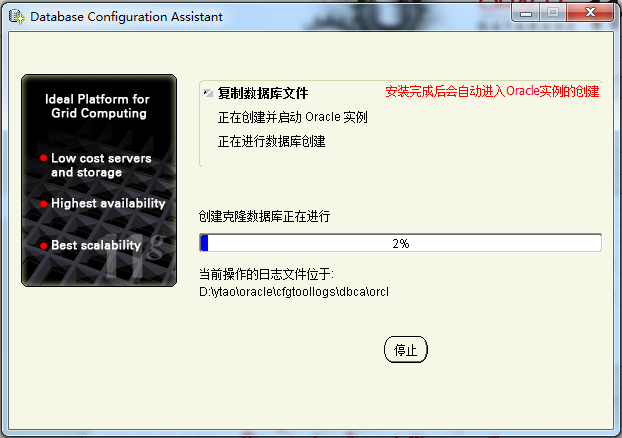 Database Configuration Assistant
Ideal Platform for
Grid Computing
Low cost servers
and storage
Highest availability
Best scalability
11g
复制数据库文件
安装完成后会自动进入Oracle实例的创建
正在创建并启动 Oracle 实例
正在进行数据库创建
创建克隆数据库正在进行
2%
当前操作的日志文件位于:
D:\ytao\oracle\cfgtoollogs\dbca\orcl
停止